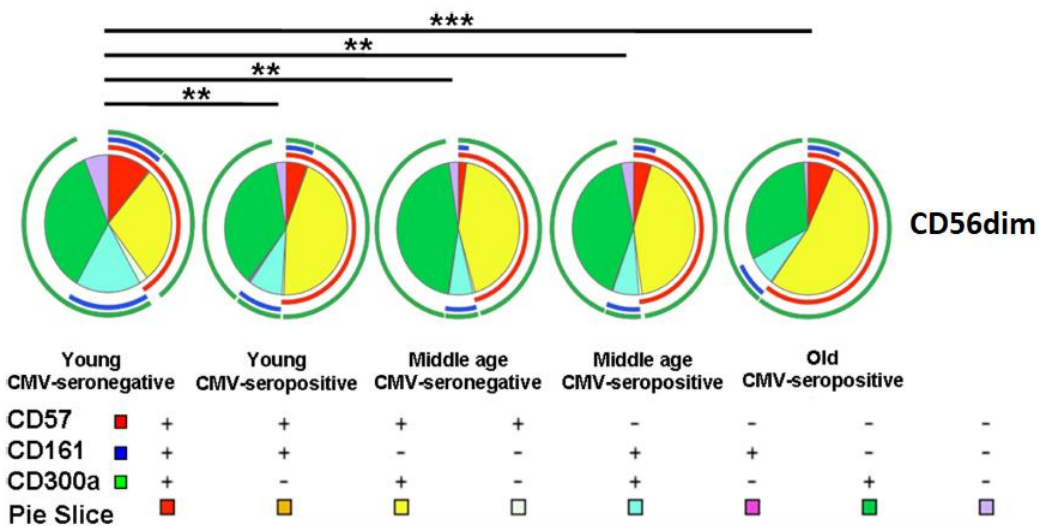 ***
**
**
**
CD56dim
Young
CMV-seronegative
Young
CMV-seropositive
Middle age
CMV-seronegative
Middle age
CMV-seropositive
Old
CMV-seropositive
CD57 + + + + - - - -
CD161 + + - - + + - -
CD300a + - + - + - + -
Pie Slice